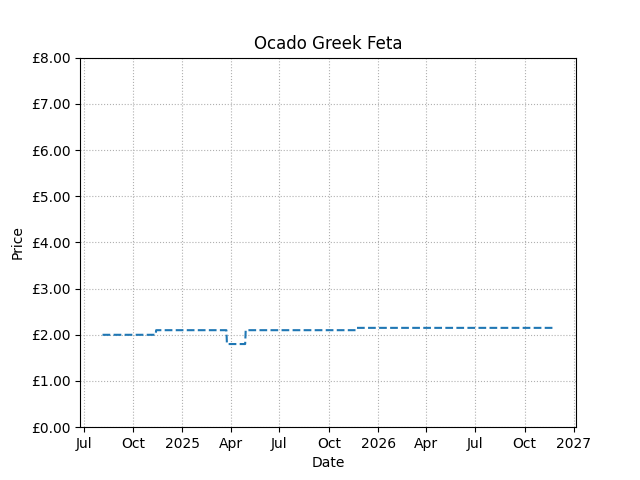 Ocado Greek Feta
£8.00
£7.00
£6.00
£5.00
£4.00
£3.00
£2.00
£1.00
£0.00
Price
Jul Oct 2025 Apr Jul Oct 2026 Apr Jul Oct 2027
Date